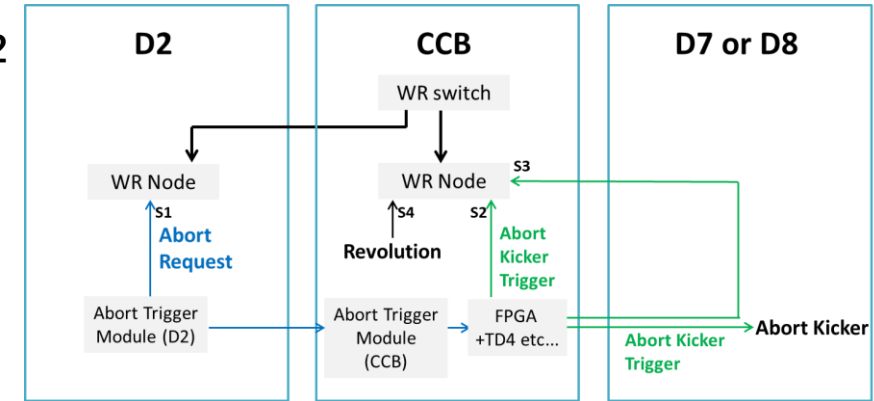 2
D2
CCB
D7 or D8
WR switch
WR Node
WR Node
S3
S1
S4
S2
Abort
Request
Revolution
Abort
Kicker
Trigger
Abort Trigger
Module (D2)
Abort Trigger
Module
(CCB)
FPGA
+TD4 etc...
Abort Kicker
Abort Kicker
Trigger